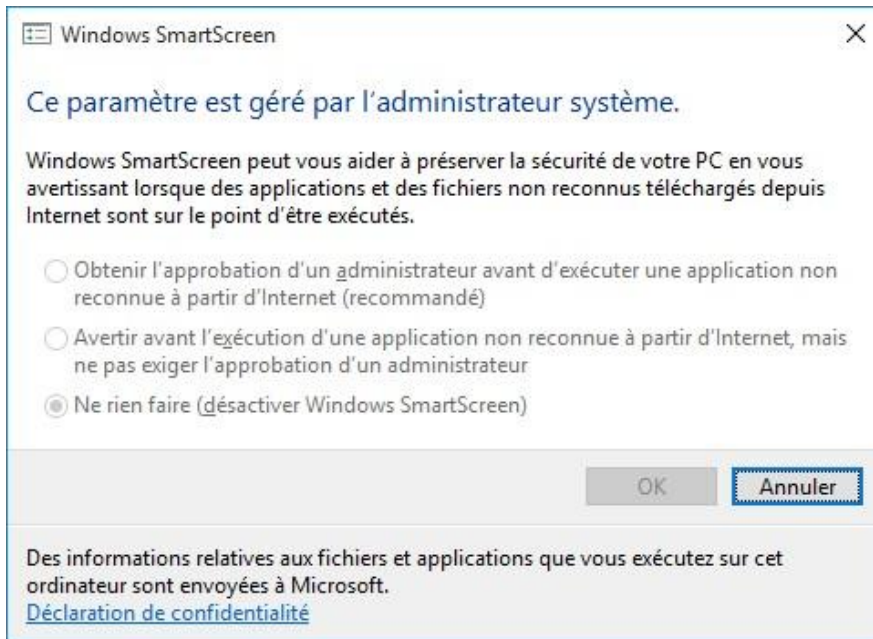 Windows SmartScreen
Ce paramètre est géré par l’administrateur système.
Windows SmartScreen peut vous aider à préserver la sécurité de votre PC en vous
avertissant lorsque des applications et des fichiers non reconnus téléchargés depuis
Internet sont sur le point d’être exécutés.
Obtenir l’approbation d’un administrateur avant d’exécuter une application non
reconnue à partir d’Internet (recommandé)
Avertir avant l’exécution d’une application non reconnue à partir d’Internet, mais
ne pas exiger l’approbation d’un administrateur
Ne rien faire (désactiver Windows SmartScreen)
OK Annuler
Des informations relatives aux fichiers et applications que vous exécutez sur cet
ordinateur sont envoyées à Microsoft.
Déclaration de confidentialité